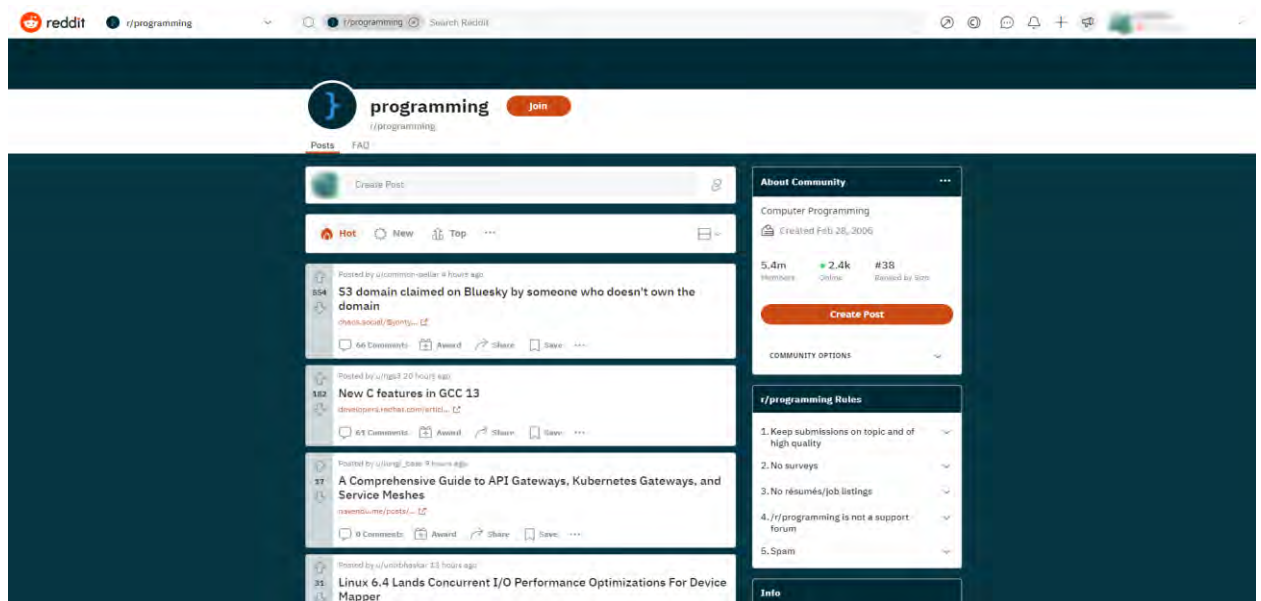 reddit r/programming r/programming Search Reddit
programming Join
r/programming
Posts FAQ
Create Post
Hot New Top ...
Posted by 4 hours ago
554
S3 domain claimed on Bluesky by someone who doesn't own the
domain
66 Comments Award Share Save ...
Posted by 20 hours ago
182
New C features in GCC 13
developers.redhat.com/articl...
61 Comments Award Share Save ...
Posted by 9 hours ago
37
A Comprehensive Guide to API Gateways, Kubernetes Gateways, and
Service Meshes
0 Comments Award Share Save ...
Posted by 13 hours ago
35
Linux 6.4 Lands Concurrent I/O Performance Optimizations For Device
Mapper
About Community ...
Computer Programming
Created Feb 28, 2006
5.4m 2.4k #38
Members Online Ranked by Size
Create Post
COMMUNITY OPTIONS
r/programming Rules
1. Keep submissions on topic and of
high quality
2. No surveys
3. No résumés/job listings
4. /r/programming is not a support
forum
5. Spam
Info